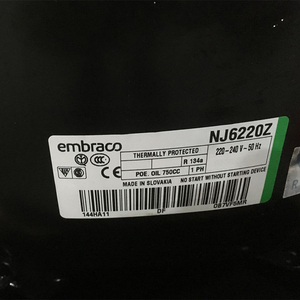 embraco
NJ6220Z
THERMALLY PROTECTED
220-240 V-50 Hz
R 134a
POE. OIL 750CC
1 PH
MADE IN SLOVAKIA
NO START WITHOUT STARTING DEVICE
144HA11
DF